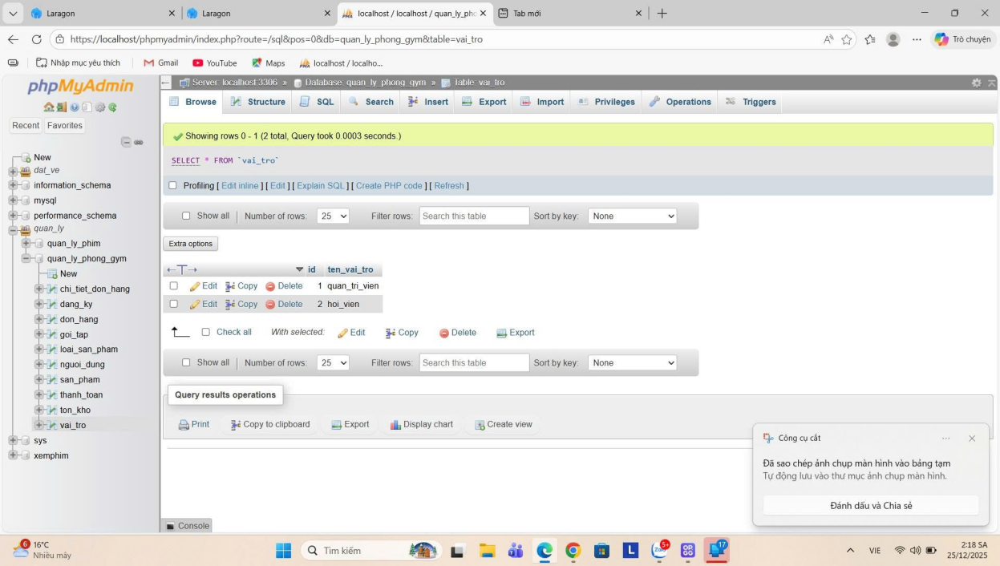 Laragon
Laragon
localhost / localhost / quan_ly_pho
Tab mới
https://localhost/phpmyadmin/index.php?route=/sql&pos=0&db=quan_ly_phong_gym&table=vai_tro
Trò chuyện
Nhập mục yêu thích
Gmail
YouTube
Maps
localhost / localho...
phpMyAdmin
Recent
Favorites
New
dat_ve
information_schema
mysql
performance_schema
quan_ly
quan_ly_phim
quan_ly_phong_gym
New
chi_tiet_don_hang
dang_ky
don_hang
goi_tap
loai_san_pham
nguoi_dung
san_pham
thanh_toan
ton_kho
vai_tro
sys
xemphim
Server: localhost:3306 » Database: quan_ly_phong_gym » Table: vai_tro
Browse Structure SQL Search Insert Export Import Privileges Operations Triggers
Showing rows 0 - 1 (2 total, Query took 0.0003 seconds.)
SELECT * FROM `vai_tro`
Profiling [ Edit inline ] [ Edit ] [ Explain SQL ] [ Create PHP code ] [ Refresh ]
Show all Number of rows: 25 Filter rows: Search this table Sort by key: None
Extra options
id ten_vai_tro
Edit Copy Delete 1 quan_tri_vien
Edit Copy Delete 2 hoi_vien
Check all With selected: Edit Copy Delete Export
Show all Number of rows: 25 Filter rows: Search this table Sort by key: None
Query results operations
Print Copy to clipboard Export Display chart Create view
Console
Công cụ cắt
Đã sao chép ảnh chụp màn hình vào bảng tạm
Tự động lưu vào thư mục ảnh chụp màn hình.
Đánh dấu và Chia sẻ
6
16°C
Nhiều mây
Tìm kiếm
L
Zalo
5+
OP.GG
17
VIE
2:18 SA
25/12/2025